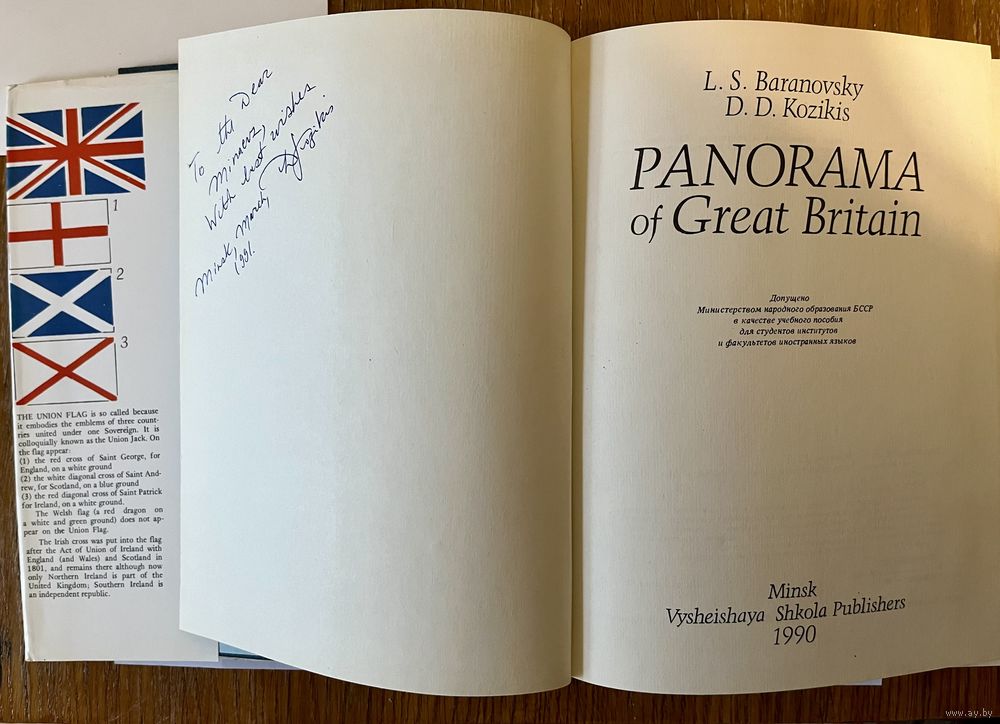 1
2
3
THE UNION FLAG is so called because
it embodies the emblems of three coun-
ries united under one Sovereign. It is
colloquially known as the Union Jack. On
the flag appear:
(1) the red cross of Saint George, for
England, on a white ground
(2) the white diagonal cross of Saint And-
rew, for Scotland, on a blue ground
(3) the red diagonal cross of Saint Patrick
for Ireland, on a white ground.
The Welsh flag (a red dragon on
a white and green ground) does not ap-
pear on the Union Flag.
The Irish cross was put into the flag
after the Act of Union of Ireland with
England (and Wales) and Scotland in
1801, and remains there although now
only Northern Ireland is part of the
United Kingdom; Southern Ireland is
an independent republic.
To the Dear
With best wishes
Minsk, March,
1991.
L. S. Baranovsky
D. D. Kozikis
PANORAMA
of Great Britain
Допущено
Министерством народного образования БССР
в качестве учебного пособия
для студентов институтов
и факультетов иностранных языков
Minsk
Vysheishaya Shkola Publishers
1990
www.ay.by